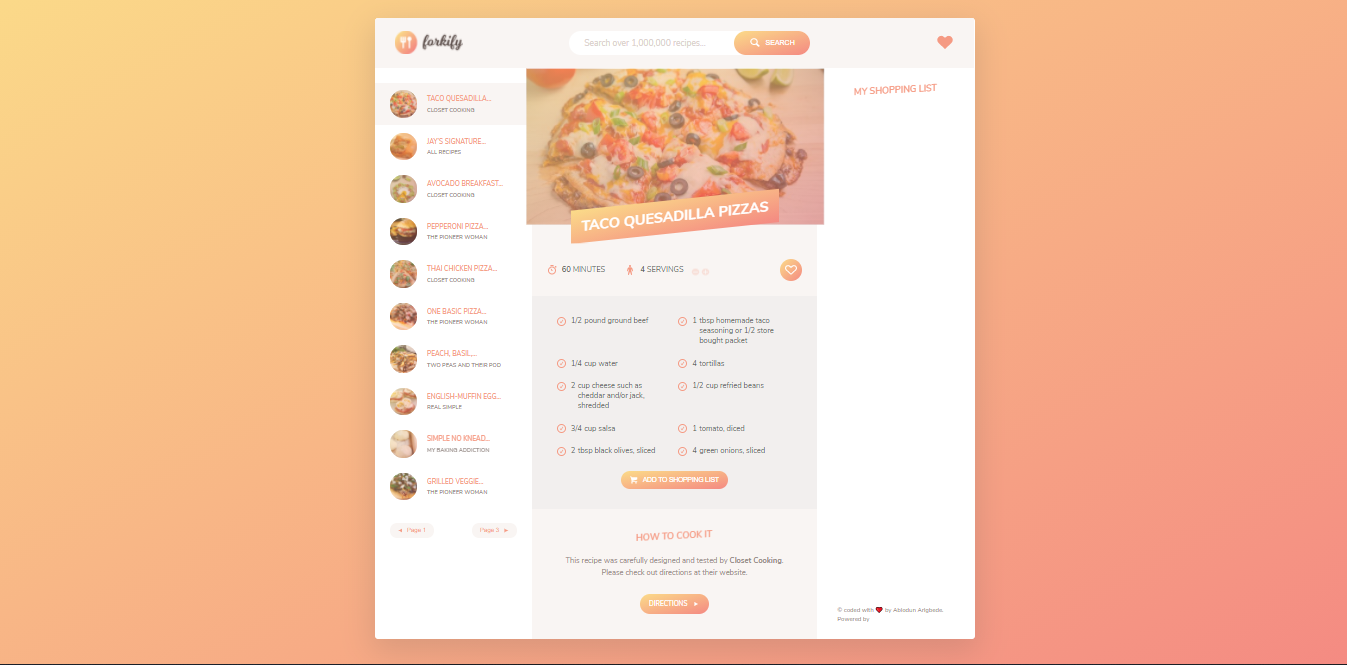 forkify
Search over 1,000,000 recipes...
SEARCH
TACO QUESADILLA...
CLOSET COOKING
JAY'S SIGNATURE...
ALL RECIPES
AVOCADO BREAKFAST...
CLOSET COOKING
PEPPERONI PIZZA...
THE PIONEER WOMAN
THAI CHICKEN PIZZA...
CLOSET COOKING
ONE BASIC PIZZA...
THE PIONEER WOMAN
PEACH, BASIL,...
TWO PEAS AND THEIR POD
ENGLISH-MUFFIN EGG...
REAL SIMPLE
SIMPLE NO KNEAD...
MY BAKING ADDICTION
GRILLED VEGGIE...
THE PIONEER WOMAN
Page 1
Page 3
TACO QUESADILLA PIZZAS
60 MINUTES
4 SERVINGS
1/2 pound ground beef
1 tbsp homemade taco
seasoning or 1/2 store
bought packet
1/4 cup water
4 tortillas
2 cup cheese such as
cheddar and/or jack,
shredded
1/2 cup refried beans
3/4 cup salsa
1 tomato, diced
2 tbsp black olives, sliced
4 green onions, sliced
ADD TO SHOPPING LIST
HOW TO COOK IT
This recipe was carefully designed and tested by Closet Cooking.
Please check out directions at their website.
DIRECTIONS
MY SHOPPING LIST
© coded with ❤ by Abiodun Arigbede.
Powered by